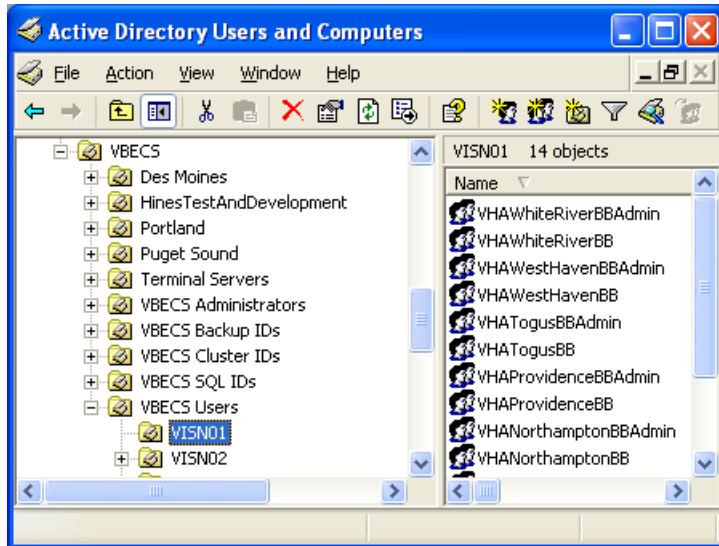 Active Directory Users and Computers
File Action View Window Help
VBECS
Des Moines
HinesTestAndDevelopment
Portland
Puget Sound
Terminal Servers
VBECS Administrators
VBECS Backup IDs
VBECS Cluster IDs
VBECS SQL IDs
VBECS Users
VISN01
VISN02
VISN01 14 objects
Name
VHAWhiteRiverBBAdmin
VHAWhiteRiverBB
VHAWestHavenBBAdmin
VHAWestHavenBB
VHATogusBBAdmin
VHATogusBB
VHAProvidenceBBAdmin
VHAProvidenceBB
VHANorthamptonBBAdmin
VHANorthamptonBB